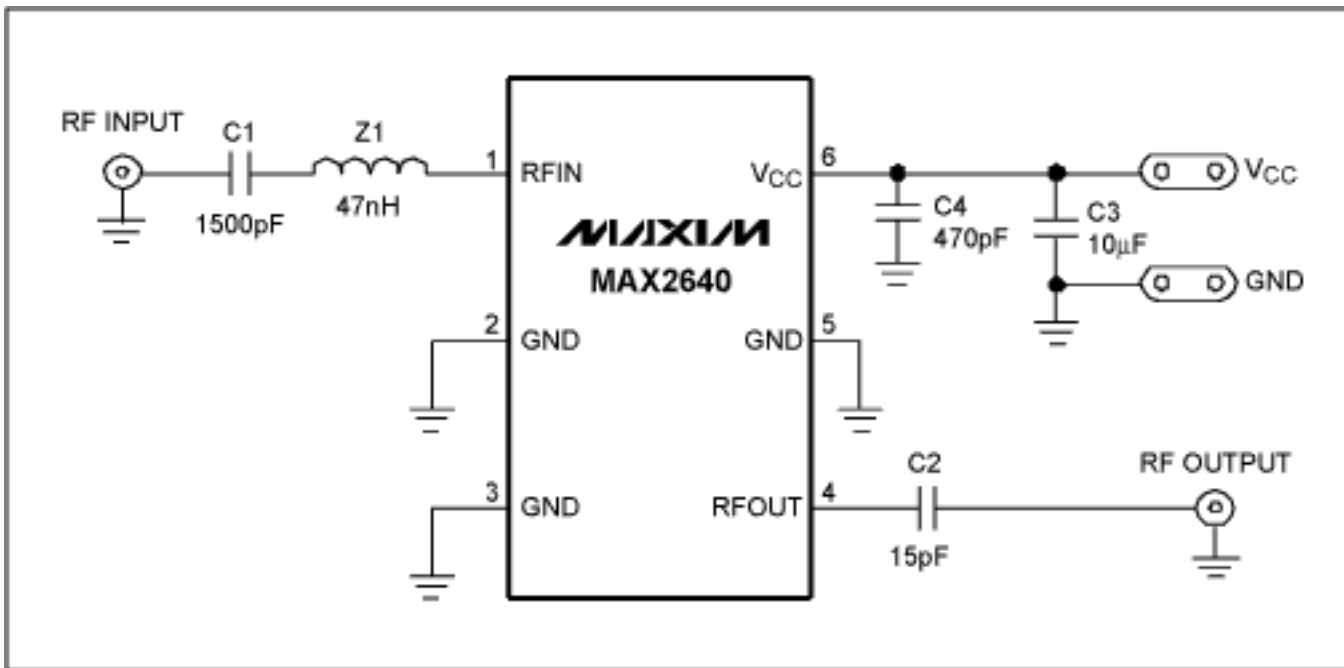 RF INPUT
C1
1500pF
Z1
47nH
1
RFIN
2
GND
3
GND
MAXIM
MAX2640
6
VCC
5
GND
4
RFOUT
C4
470pF
C3
10µF
VCC
GND
C2
15pF
RF OUTPUT